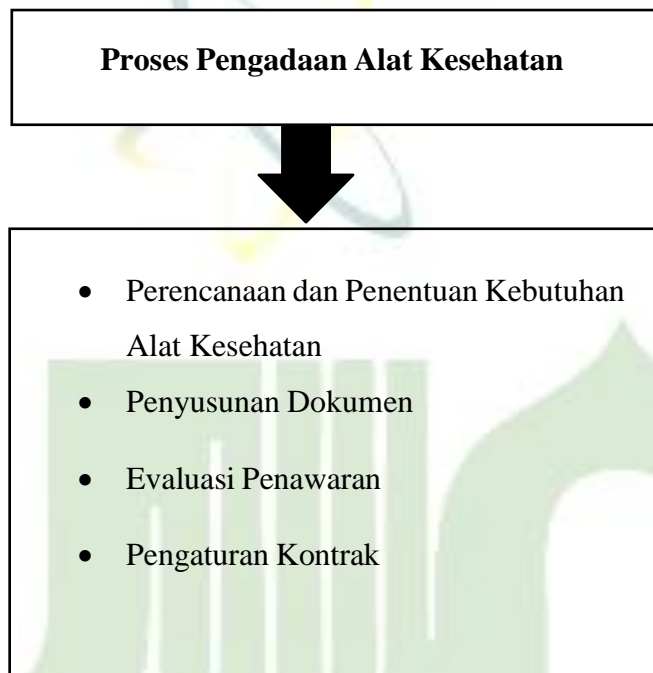 Proses Pengadaan Alat Kesehatan
• Perencanaan dan Penentuan Kebutuhan
Alat Kesehatan
• Penyusunan Dokumen
• Evaluasi Penawaran
• Pengaturan Kontrak